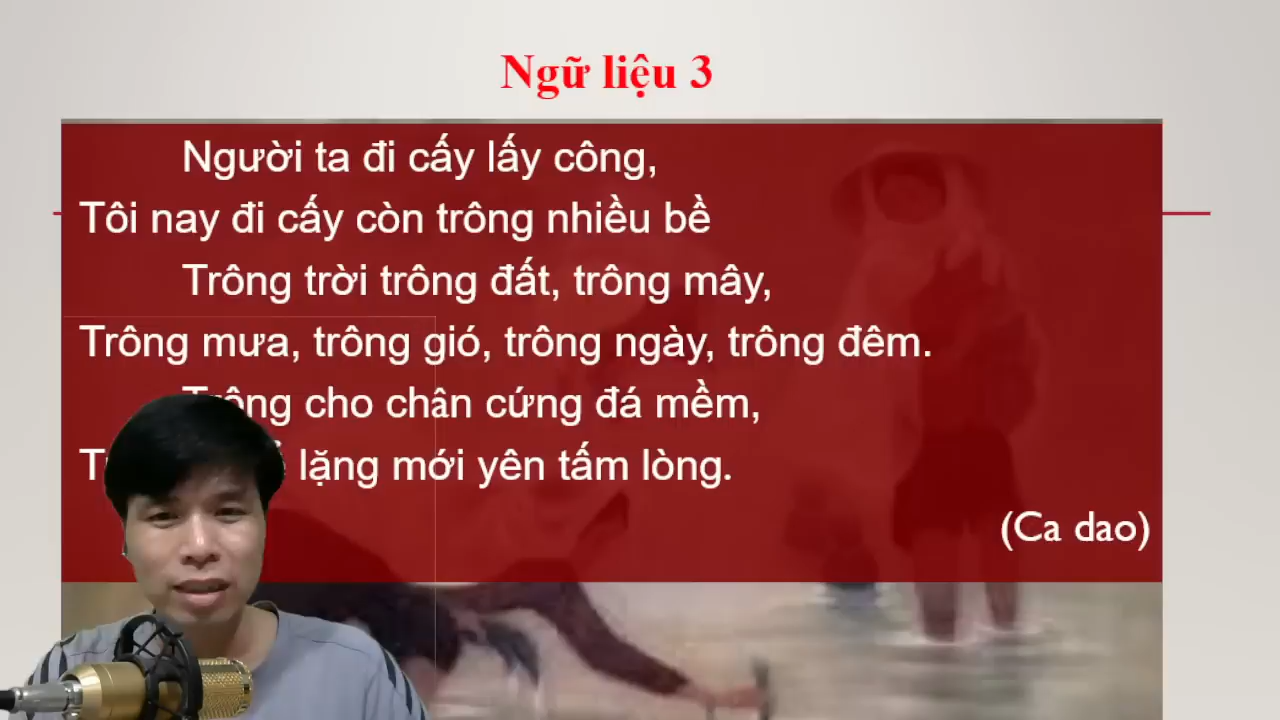 Ngữ liệu 3
Người ta đi cấy lấy công,
Tôi nay đi cấy còn trông nhiều bề
Trông trời trông đất, trông mây,
Trông mưa, trông gió, trông ngày, trông đêm.
Trông cho chân cứng đá mềm,
lặng mới yên tấm lòng.
(Ca dao)